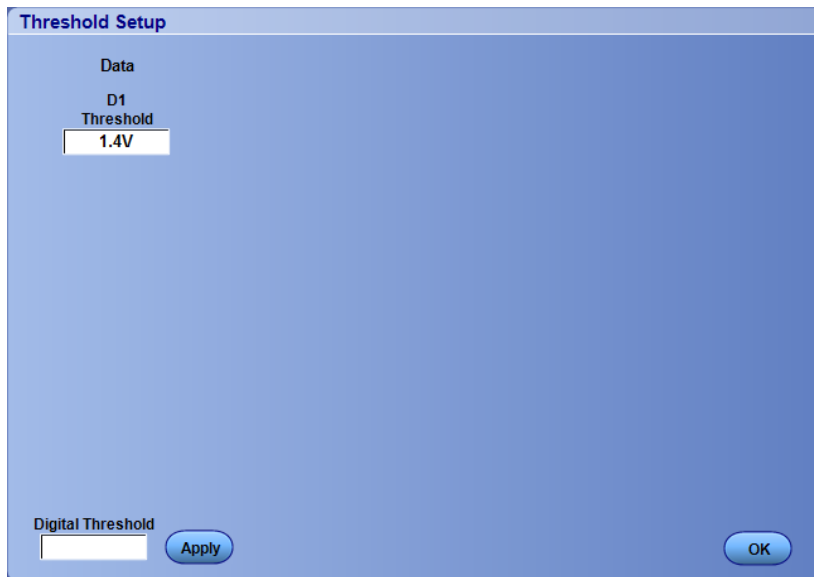 Threshold Setup
Data
D1
Threshold
1.4V
Digital Threshold
Apply
OK